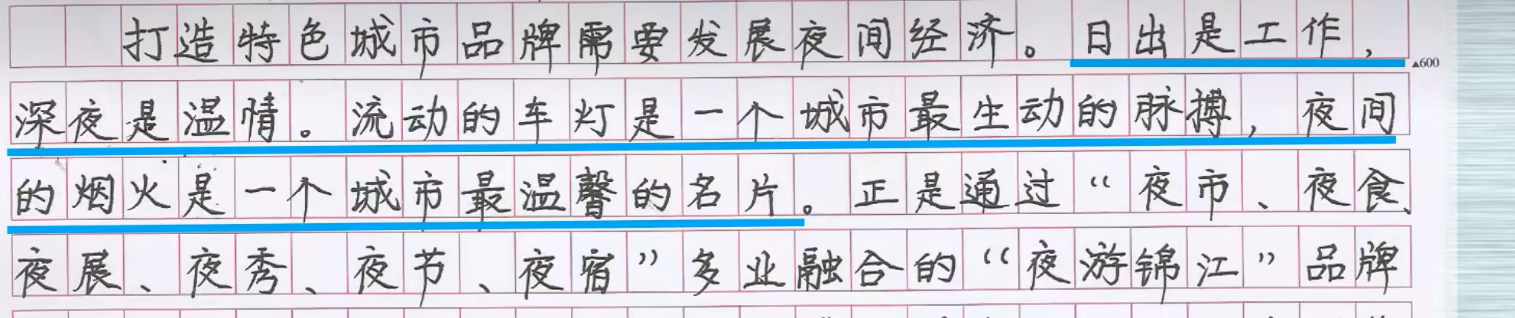 打造特色城市品牌需要发展夜间经济。日出是工作，
▲600
深夜是温情。流动的车灯是一个城市最生动的脉搏，夜间
的烟火是一个城市最温馨的名片。正是通过“夜市、夜食、
夜展、夜秀、夜节、夜宿”多业融合的“夜游锦江”品牌